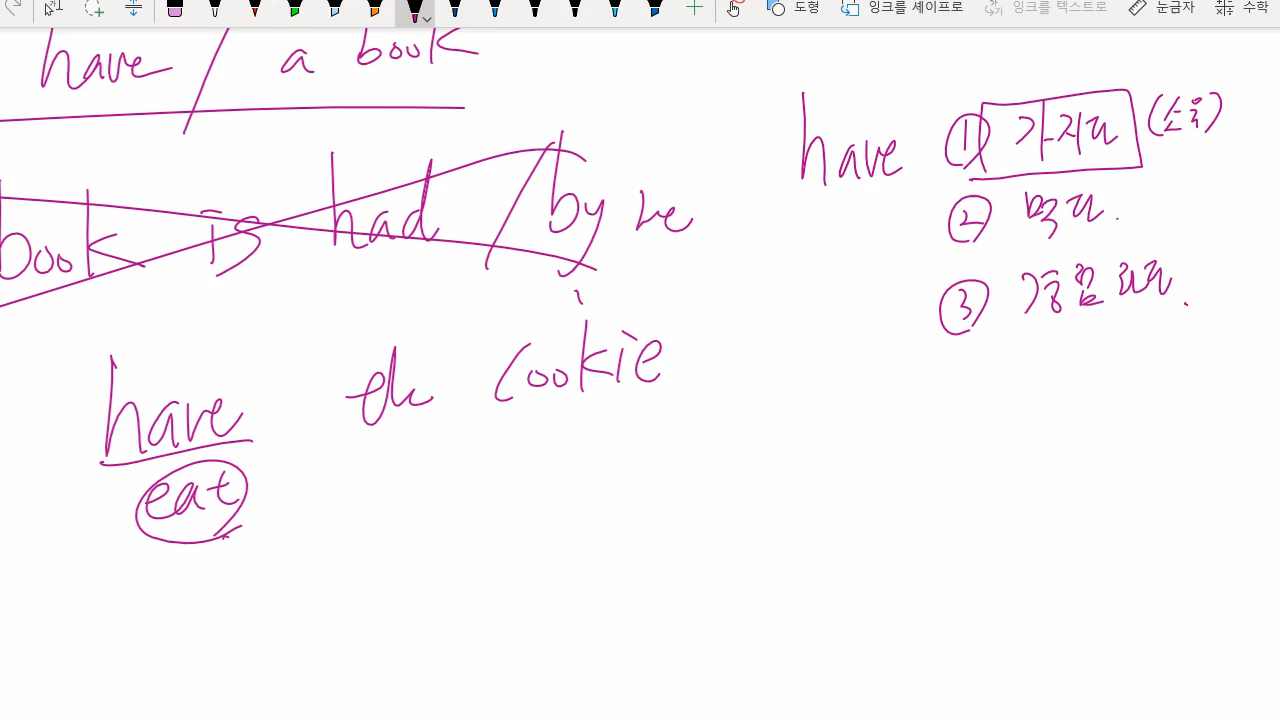 도형 잉크를 셰이프로 잉크를 텍스트로 눈금자 수학
have / a book
book is had / by me
have the cookie
eat
have ① 가지다 (소유)
② 먹다.
③ 경험하다.